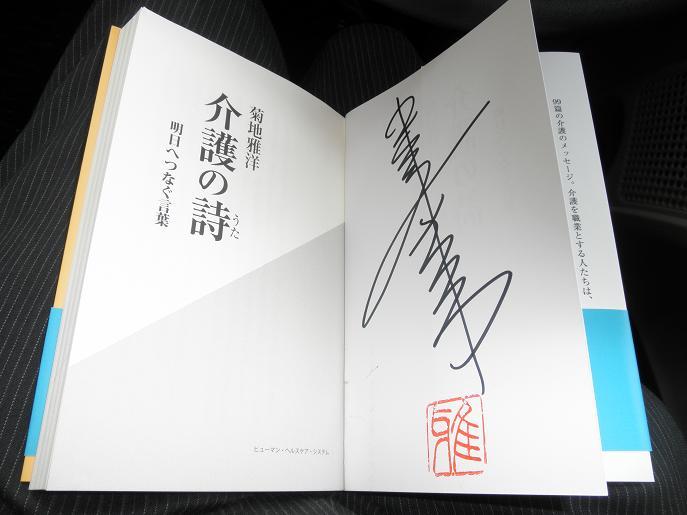 菊地雅洋
介護の詩
うた
明日へつなぐ言葉
ヒューマン・ヘルスケア・システム
雅
99篇の介護のメッセージ。介護を職業とする人たちは、